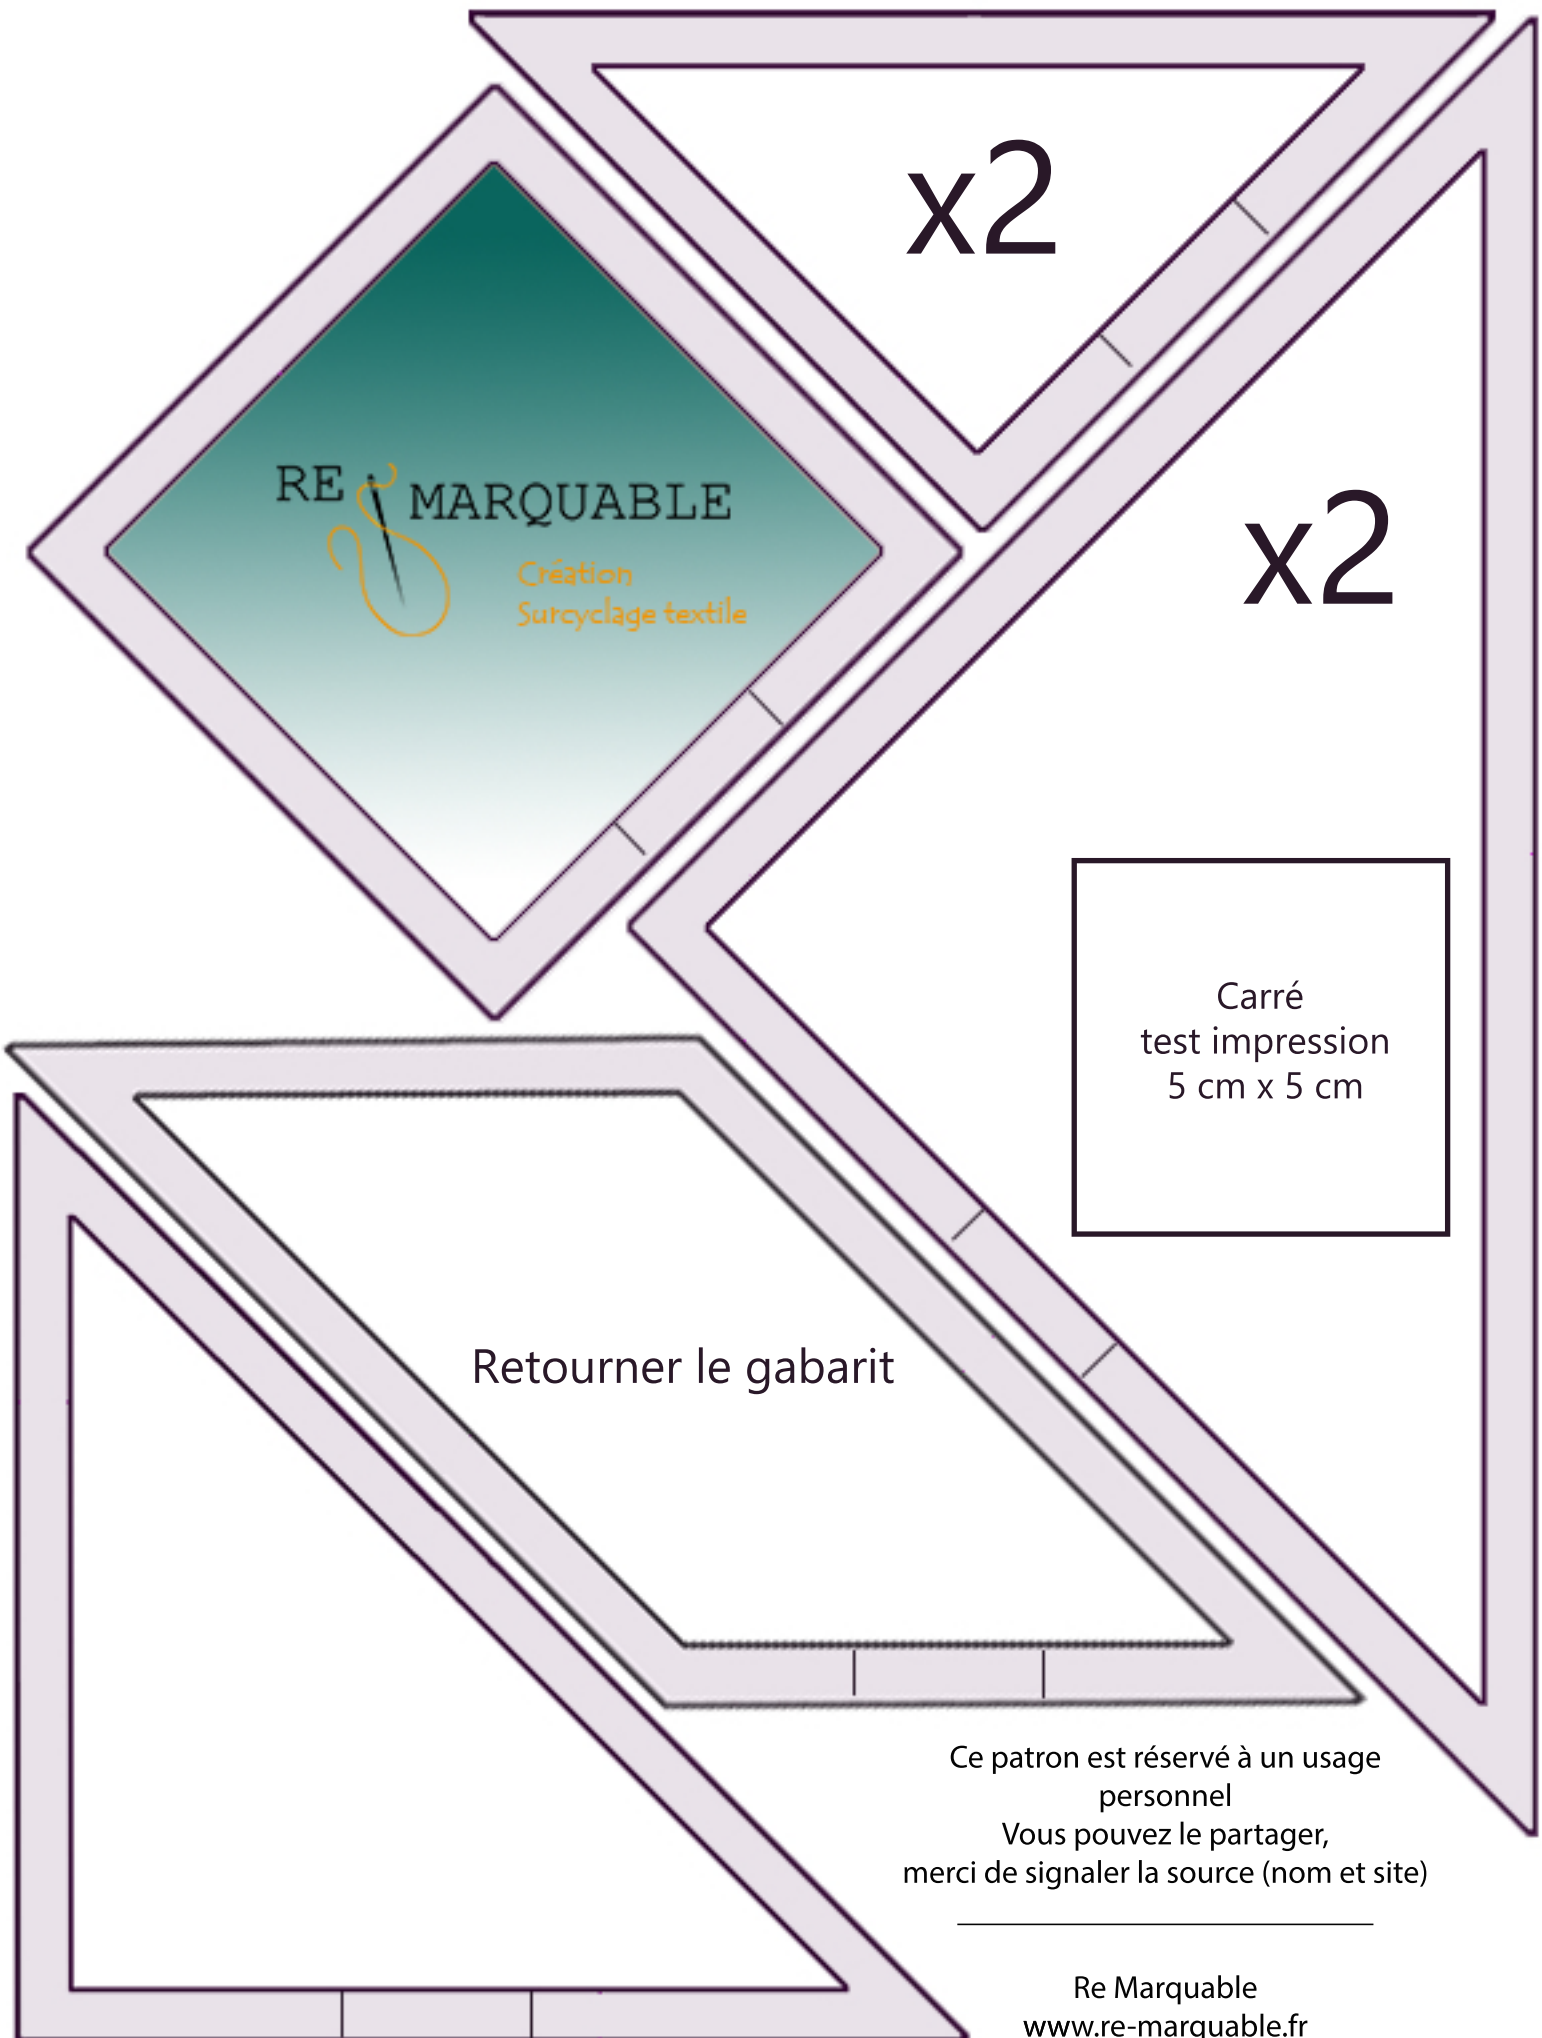 x2
RE MARQUABLE
Création
Surcyclage textile
x2
Carré
test impression
5 cm x 5 cm
Retourner le gabarit
Ce patron est réservé à un usage
personnel
Vous pouvez le partager,
merci de signaler la source (nom et site)
Re Marquable
www.re-marquable.fr